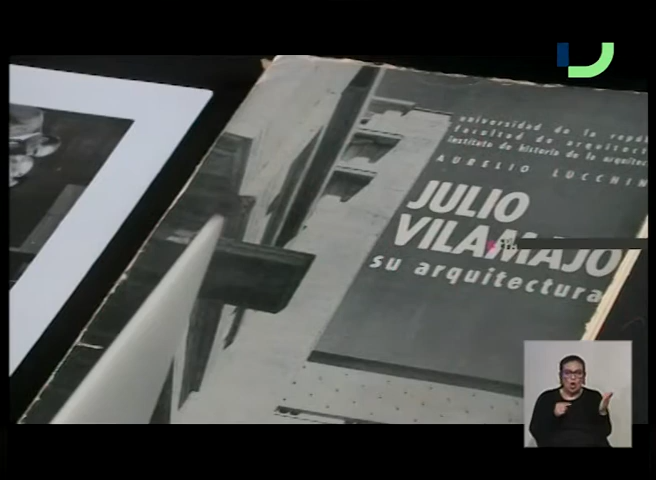 universidad de la repú
facultad de arquitect
instituto de historia de la arquitec
AURELIO LUCCHIN
JULIO
VILAMAJO
su arquitectura